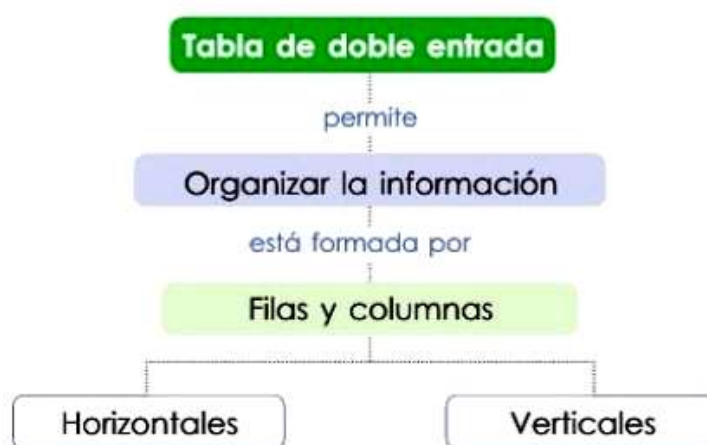 Tabla de doble entrada
permite
Organizar la información
está formada por
Filas y columnas
Horizontales
Verticales